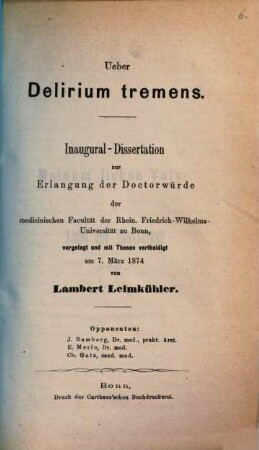 6.
Ueber
Delirium tremens.
Inaugural-Dissertation
zur
Erlangung der Doctorwürde
der
medicinischen Facultät der Rhein. Friedrich-Wilhelms-
Universität zu Bonn,
vorgelegt und mit Thesen vertheidigt
am 7. März 1874
von
Lambert Leimkühler.
Opponenten:
J. Bamberg, Dr. med., prakt. Arzt.
E. Merlo, Dr. med.
Ch. Gatz, cand. med.
Bonn,
Druck der Carthaus'schen Buchdruckerei.